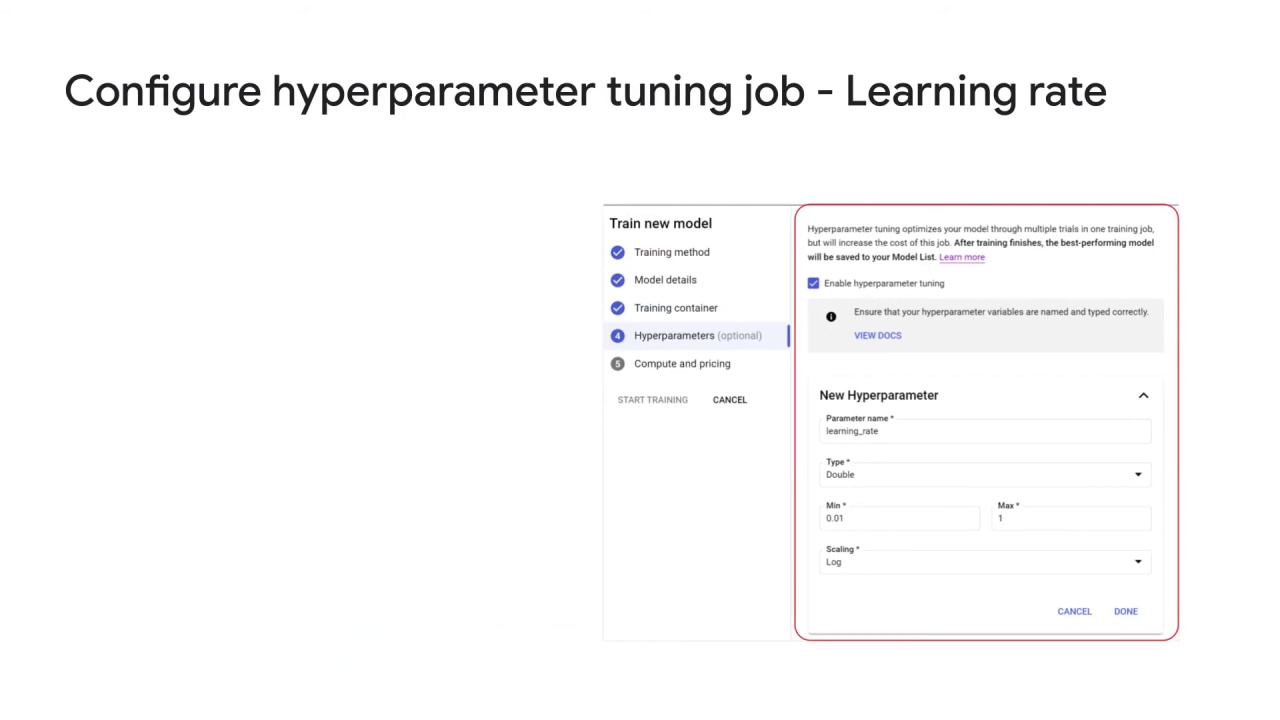 Configure hyperparameter tuning job - Learning rate
Train new model
Training method
Model details
Training container
4 Hyperparameters (optional)
5 Compute and pricing
START TRAINING CANCEL
Hyperparameter tuning optimizes your model through multiple trials in one training job,
but will increase the cost of this job. After training finishes, the best-performing model
will be saved to your Model List. Learn more
Enable hyperparameter tuning
Ensure that your hyperparameter variables are named and typed correctly.
VIEW DOCS
New Hyperparameter
Parameter name *
learning_rate
Type *
Double
Min *
0.01
Max *
1
Scaling *
Log
CANCEL DONE